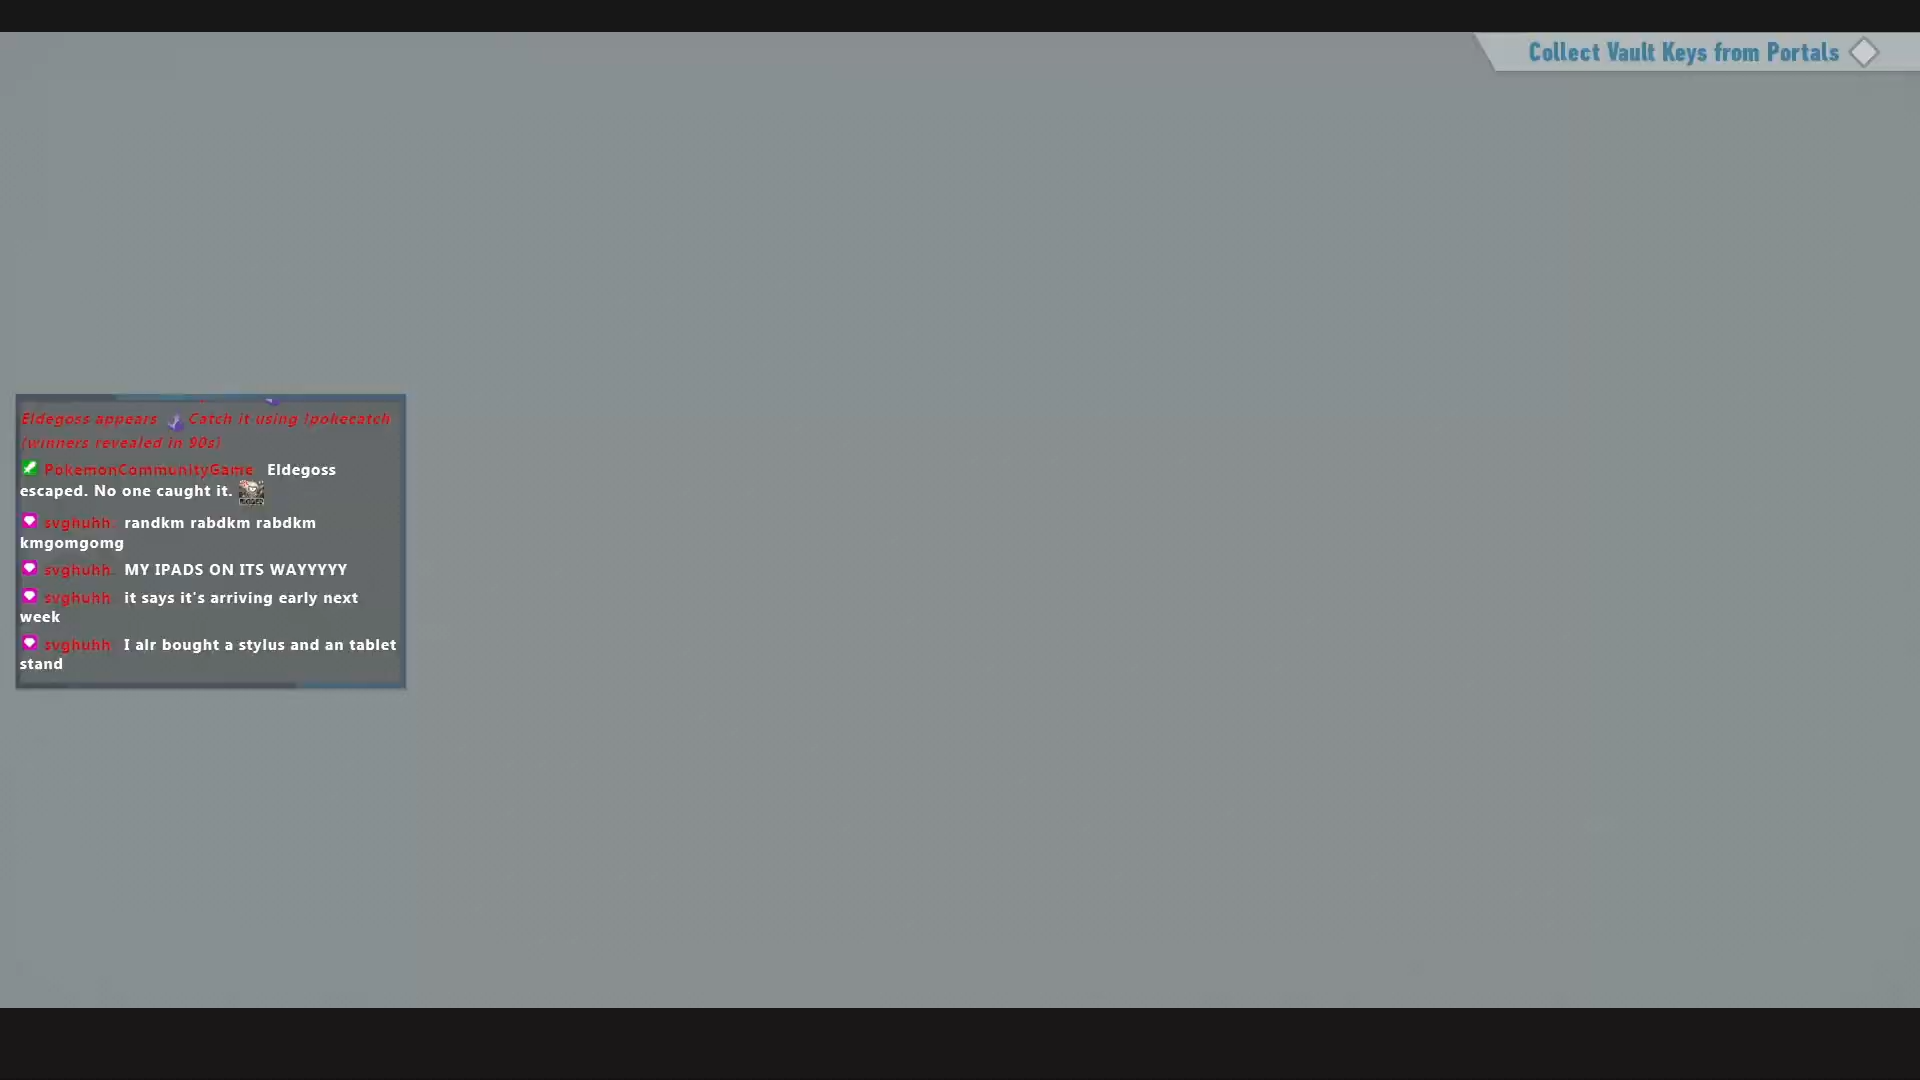 Collect Vault Keys from Portals
Eldegoss appears Catch it using !pokecatch
(winners revealed in 90s)
PokemonCommunityGame Eldegoss
escaped. No one caught it.
svghuhh: randkm rabdkm rabdkm
kmgomgomg
svghuhh: MY IPADS ON ITS WAYYYYY
svghuhh: it says it's arriving early next
week
svghuhh: I alr bought a stylus and an tablet
stand